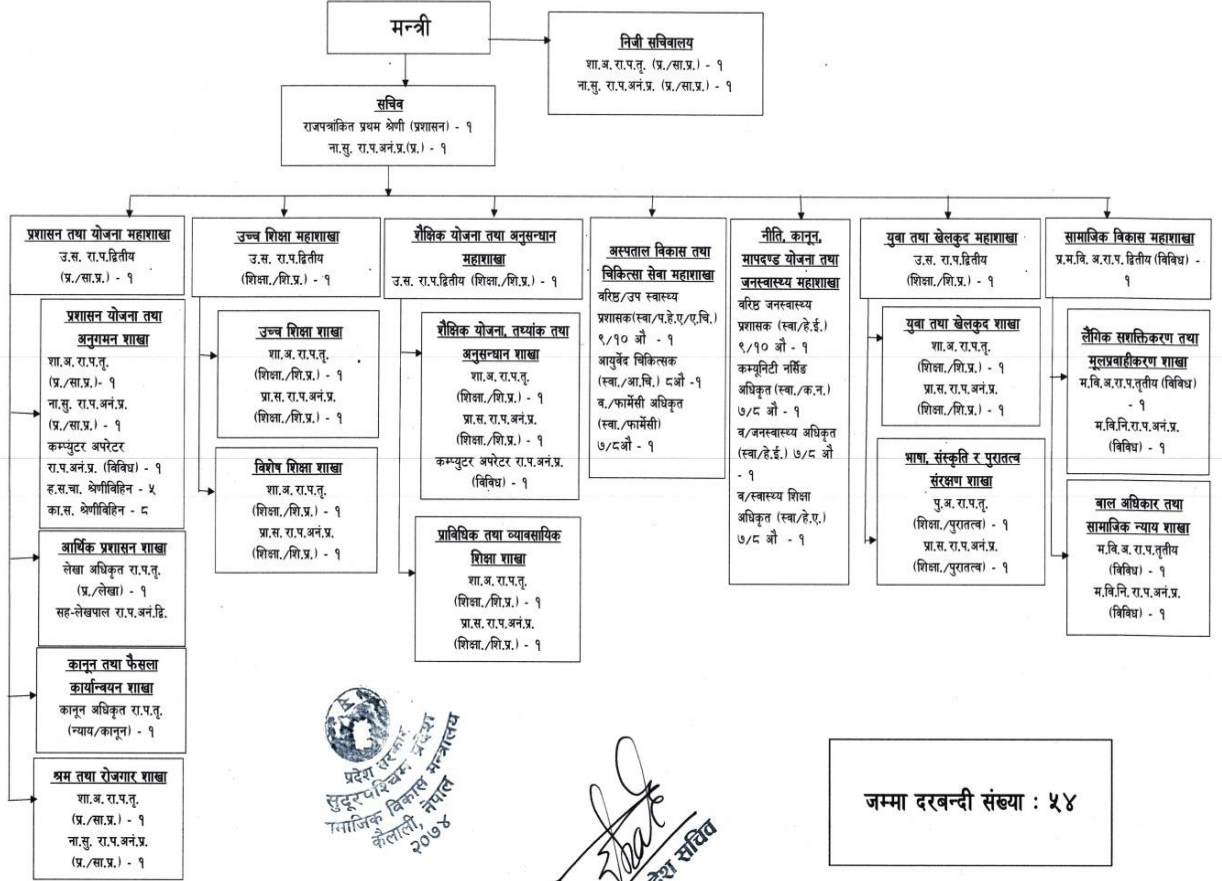 मन्त्री
निजी सचिवालय
शा.अ.रा.प.तृ. (प्र./सा.प्र.) - १
ना.सु. रा.प.अनं.प्र. (प्र./सा.प्र.) - १
सचिव
राजपत्रांकित प्रथम श्रेणी (प्रशासन) - १
ना.सु. रा.प.अनं.प्र.(प्र.) - १
प्रशासन तथा योजना महाशाखा
उ.स. रा.प.द्वितीय
(प्र./सा.प्र.) - १
प्रशासन योजना तथा
अनुगमन शाखा
शा.अ.रा.प.तृ.
(प्र./सा.प्र.)- १
ना.सु. रा.प.अनं.प्र.
(प्र./सा.प्र.) - १
कम्प्युटर अपरेटर
रा.प.अनं.प्र. (विविध) - १
ह.स.चा. श्रेणीविहिन - ५
का.स. श्रेणीविहिन - ८
आर्थिक प्रशासन शाखा
लेखा अधिकृत रा.प.तृ.
(प्र./लेखा) - १
सह-लेखपाल रा.प.अनं.द्वि.
कानून तथा फैसला
कार्यान्वयन शाखा
कानून अधिकृत रा.प.तृ.
(न्याय/कानून) - १
श्रम तथा रोजगार शाखा
शा.अ. रा.प.तृ.
(प्र./सा.प्र.) - १
ना.सु. रा.प.अनं.प्र.
(प्र./सा.प्र.) - १
उच्च शिक्षा महाशाखा
उ.स. रा.प.द्वितीय
(शिक्षा./शि.प्र.) - १
उच्च शिक्षा शाखा
शा.अ. रा.प.तृ.
(शिक्षा./शि.प्र.) - १
प्रा.स. रा.प.अनं.प्र.
(शिक्षा./शि.प्र.) - १
विशेष शिक्षा शाखा
शा.अ. रा.प.तृ.
(शिक्षा./शि.प्र.) - १
प्रा.स. रा.प.अनं.प्र.
(शिक्षा./शि.प्र.) - १
शैक्षिक योजना तथा अनुसन्धान
महाशाखा
उ.स. रा.प.द्वितीय (शिक्षा./शि.प्र.) - १
शैक्षिक योजना, तथ्यांक तथा
अनुसन्धान शाखा
शा.अ. रा.प.तृ.
(शिक्षा./शि.प्र.) - १
प्रा.स. रा.प.अनं.प्र.
(शिक्षा./शि.प्र.) - १
कम्प्युटर अपरेटर रा.प.अनं.प्र.
(विविध) - १
प्राविधिक तथा व्यावसायिक
शिक्षा शाखा
शा.अ. रा.प.तृ.
(शिक्षा./शि.प्र.) - १
प्रा.स. रा.प.अनं.प्र.
(शिक्षा./शि.प्र.) - १
अस्पताल विकास तथा
चिकित्सा सेवा महाशाखा
वरिष्ठ/उप स्वास्थ्य
प्रशासक(स्वा/प.हे.ए/ए.चि.)
९/१० औ - १
आयुर्वेद चिकित्सक
(स्वा./आ.चि.) ८औ -१
व./फार्मेसी अधिकृत
(स्वा./फार्मेसी)
७/८औ - १
नीति, कानून,
मापदण्ड योजना तथा
जनस्वास्थ्य महाशाखा
वरिष्ठ जनस्वास्थ्य
प्रशासक (स्वा/हे.ई.)
९/१० औ - १
कम्यूनिटी नर्सिङ
अधिकृत (स्वा./क.न.)
७/८ औ - १
व/जनस्वास्थ्य अधिकृत
(स्वा/हे.ई.) ७/८ औ
- १
व/स्वास्थ्य शिक्षा
अधिकृत (स्वा/हे.ए.)
७/८ औ - १
युवा तथा खेलकुद महाशाखा
उ.स. रा.प.द्वितीय
(शिक्षा./शि.प्र.) - १
युवा तथा खेलकुद शाखा
शा.अ. रा.प.तृ.
(शिक्षा./शि.प्र.) - १
प्रा.स. रा.प.अनं.प्र.
(शिक्षा./शि.प्र.) - १
भाषा, संस्कृति र पुरातत्व
संरक्षण शाखा
पु.अ. रा.प.तृ.
(शिक्षा./पुरातत्व) - १
प्रा.स. रा.प.अनं.प्र.
(शिक्षा./पुरातत्व) - १
सामाजिक विकास महाशाखा
प्र.म.वि. अ.रा.प. द्वितीय (विविध) -
१
लैंगिक सशक्तिकरण तथा
मूलप्रवाहीकरण शाखा
म.वि.अ.रा.प.तृतीय (विविध)
- १
म.वि.नि.रा.प.अनं.प्र.
(विविध) - १
बाल अधिकार तथा
सामाजिक न्याय शाखा
म.वि.अ. रा.प.तृतीय
(विविध) - १
म.वि.नि. रा.प.अनं.प्र.
(विविध) - १
प्रदेश सरकार
सुदूरपश्चिम प्रदेश
सामाजिक विकास मन्त्रालय
कैलाली, नेपाल
२०७४
सचिव
जम्मा दरबन्दी संख्या : ५४